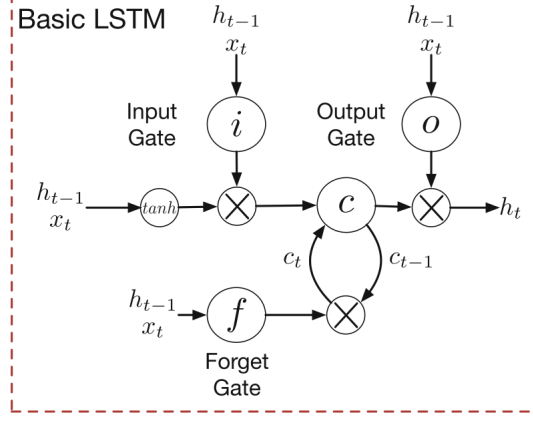 Basic LSTM
h_{t-1}
x_t
h_{t-1}
x_t
Input
Gate
i
Output
Gate
o
h_{t-1}
x_t
tanh
c
h_t
c_t
c_{t-1}
h_{t-1}
x_t
f
Forget
Gate